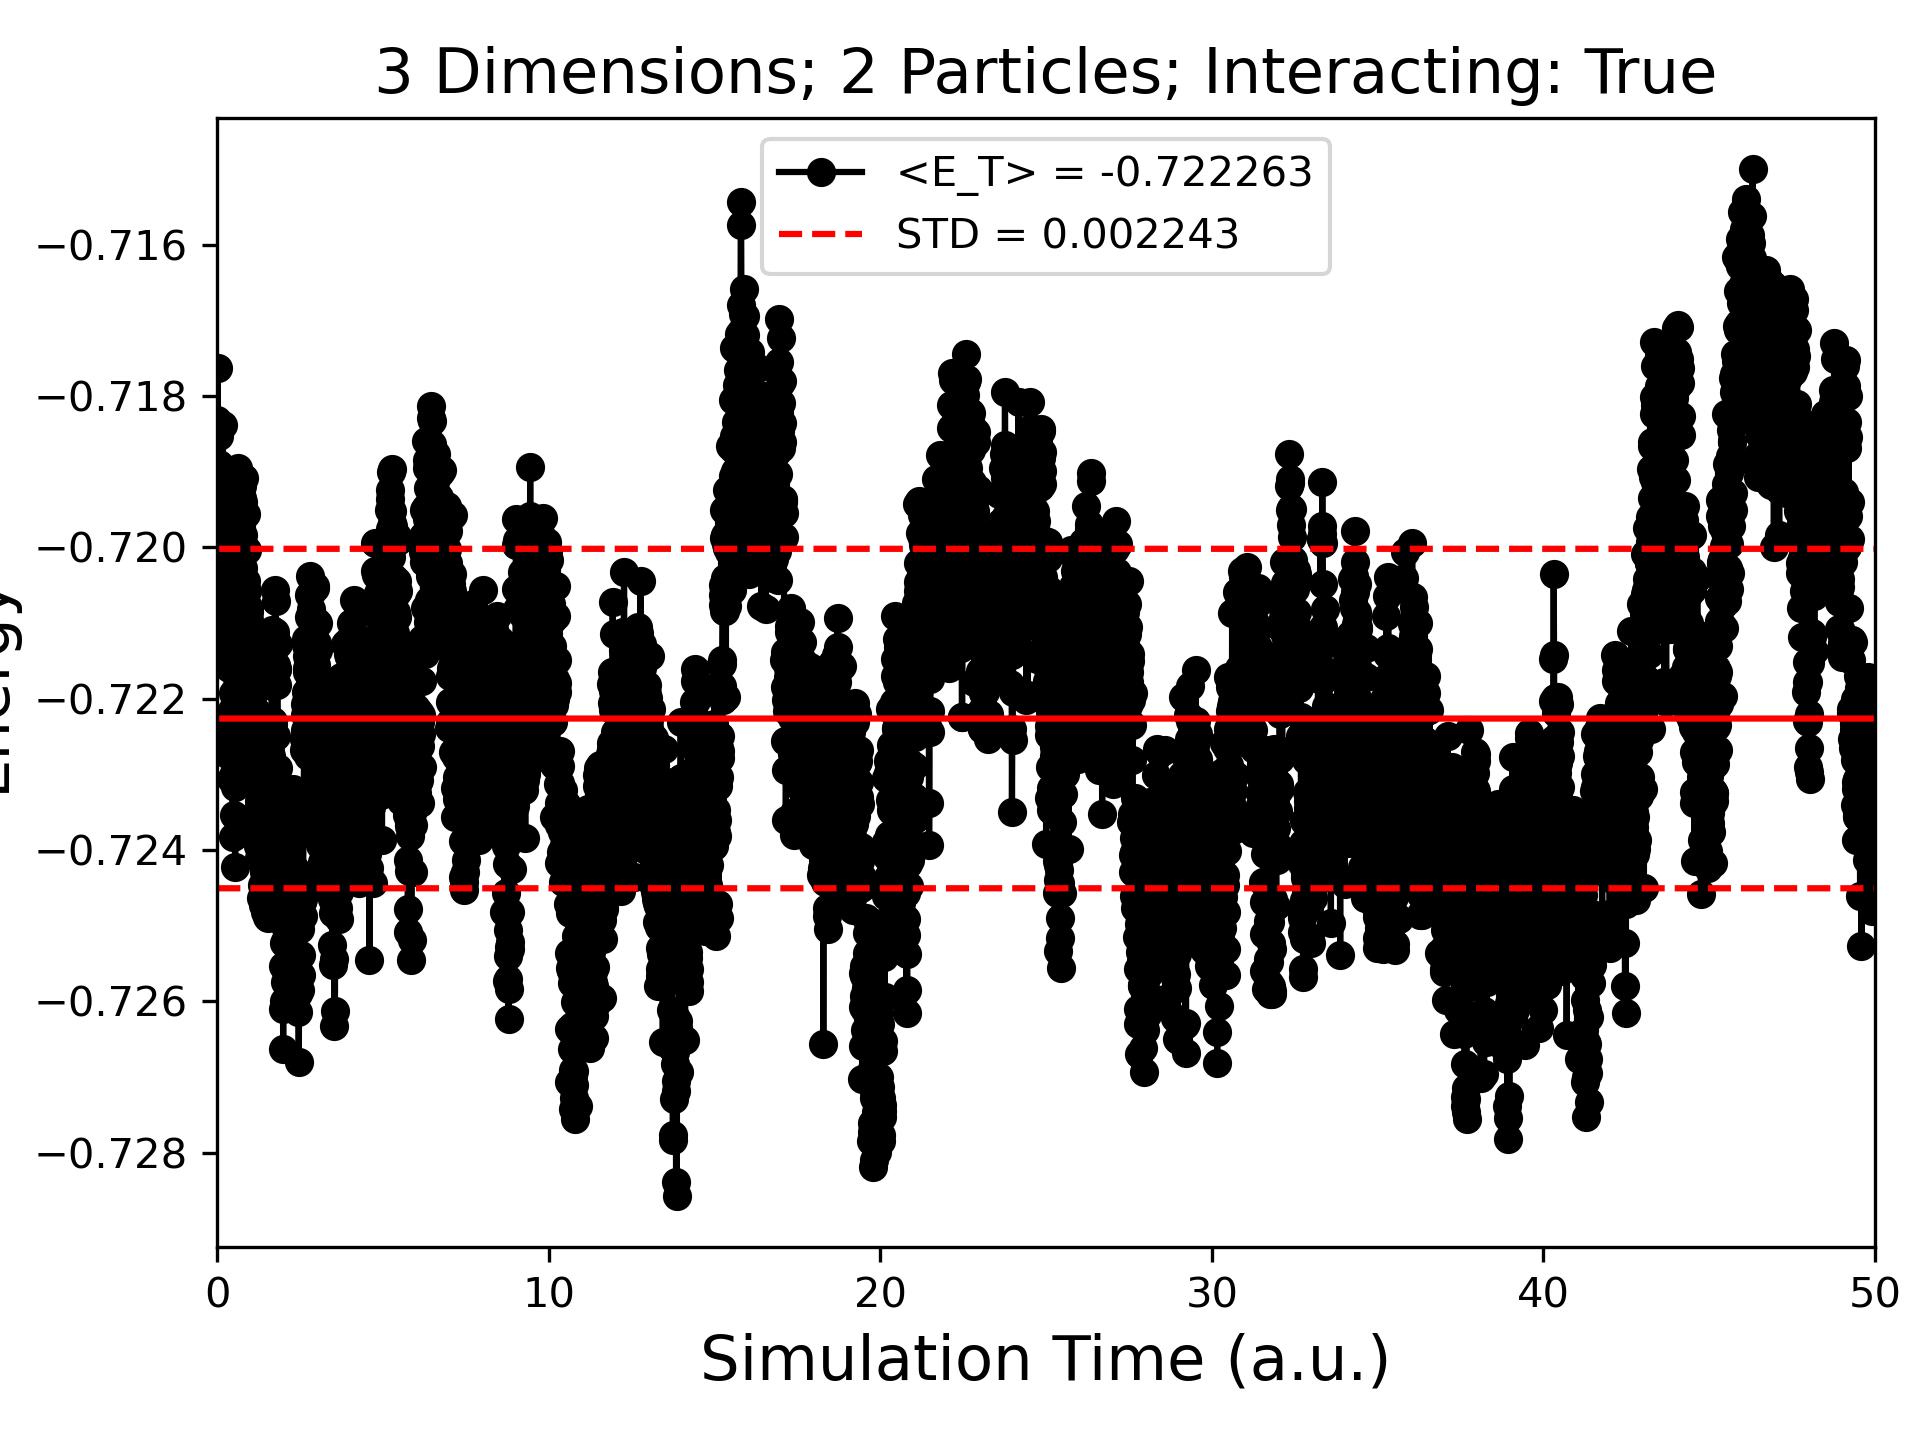 3 Dimensions; 2 Particles; Interacting: True
<E_T> = -0.722263
STD = 0.002243
−0.716
−0.718
−0.720
−0.722
−0.724
−0.726
−0.728
Energy
0 10 20 30 40 50
Simulation Time (a.u.)